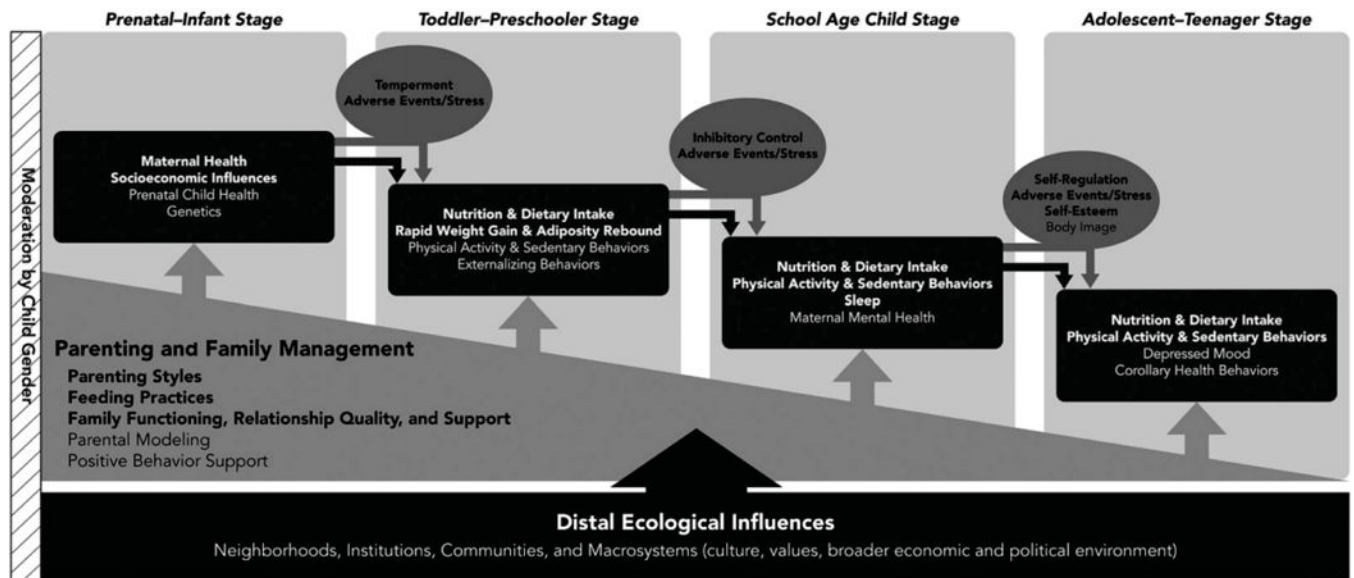 Prenatal–Infant Stage
Toddler–Preschooler Stage
School Age Child Stage
Adolescent–Teenager Stage
Moderation by Child Gender
Temperment
Adverse Events/Stress
Inhibitory Control
Adverse Events/Stress
Self-Regulation
Adverse Events/Stress
Self-Esteem
Body Image
Maternal Health
Socioeconomic Influences
Prenatal Child Health
Genetics
Nutrition & Dietary Intake
Rapid Weight Gain & Adiposity Rebound
Physical Activity & Sedentary Behaviors
Externalizing Behaviors
Nutrition & Dietary Intake
Physical Activity & Sedentary Behaviors
Sleep
Maternal Mental Health
Nutrition & Dietary Intake
Physical Activity & Sedentary Behaviors
Depressed Mood
Corollary Health Behaviors
Parenting and Family Management
Parenting Styles
Feeding Practices
Family Functioning, Relationship Quality, and Support
Parental Modeling
Positive Behavior Support
Distal Ecological Influences
Neighborhoods, Institutions, Communities, and Macrosystems (culture, values, broader economic and political environment)